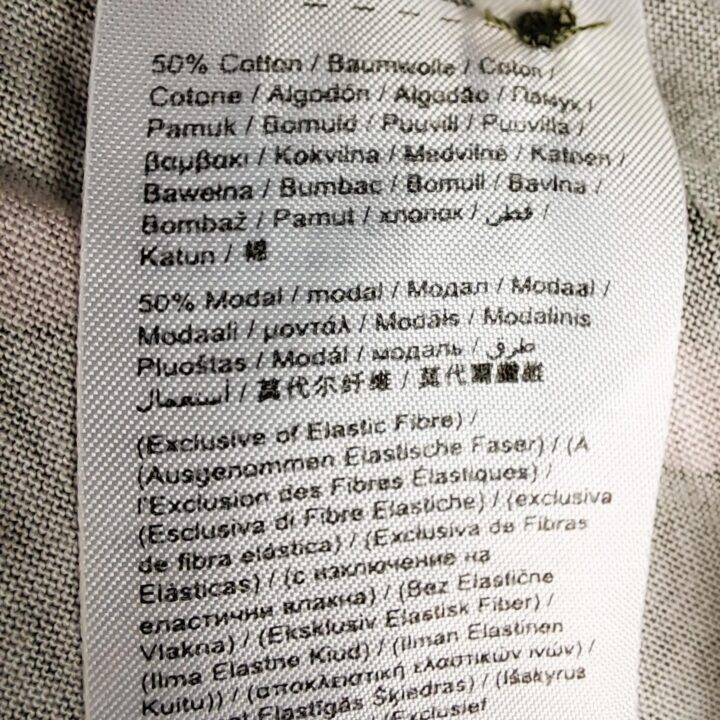 50% Cotton / Baumwolle / Coton /
Cotone / Algodón / Algodão / Памук /
Pamuk / Bomuld / Puuvill / Puuvilla /
βαμβακι / Kokvilna / Medvilnė / Katoen /
Bawełna / Bumbac / Bomull / Bavlna /
Bombaž / Pamut / хлопок / قطن /
Katun / 棉
50% Modal / modal / Модал / Modaal /
Modaali / μοντάλ / Modāls / Modalinis
Pluoštas / Modál / модаль / طرق
أستعمال / 莫代尔纤维 / 莫代爾纖維
(Exclusive of Elastic Fibre) /
(Ausgenommen Elastische Faser) / (A
l'Exclusion des Fibres Élastiques) /
(Esclusiva di Fibre Elastiche) / (exclusiva
de fibra elástica) / (Exclusiva de Fibras
Elásticas) / (с изключение на
еластични влакна) / (Bez Elastične
Vlakna) / (Eksklusiv Elastisk Fiber) /
(Ilma Elastne Kiud) / (Ilman Elastinen
Kuitu)) / (αποκλειστική ελαστικών ινών) /
Elastīgās Šķiedras) / (Išskyrus